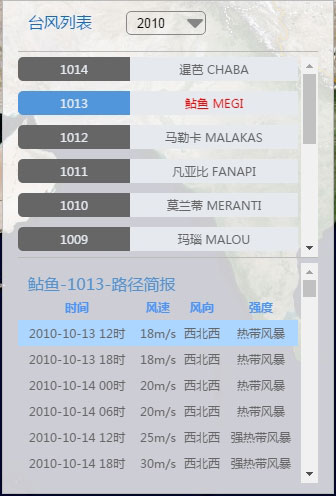 台风列表 2010
1014 暹芭 CHABA
1013 鲇鱼 MEGI
1012 马勒卡 MALAKAS
1011 凡亚比 FANAPI
1010 莫兰蒂 MERANTI
1009 玛瑙 MALOU
鲇鱼-1013-路径简报
时间 风速 风向 强度
2010-10-13 12时 18m/s 西北西 热带风暴
2010-10-13 18时 18m/s 西北西 热带风暴
2010-10-14 00时 20m/s 西北西 热带风暴
2010-10-14 06时 20m/s 西北西 热带风暴
2010-10-14 12时 25m/s 西北西 强热带风暴
2010-10-14 18时 30m/s 西北西 强热带风暴